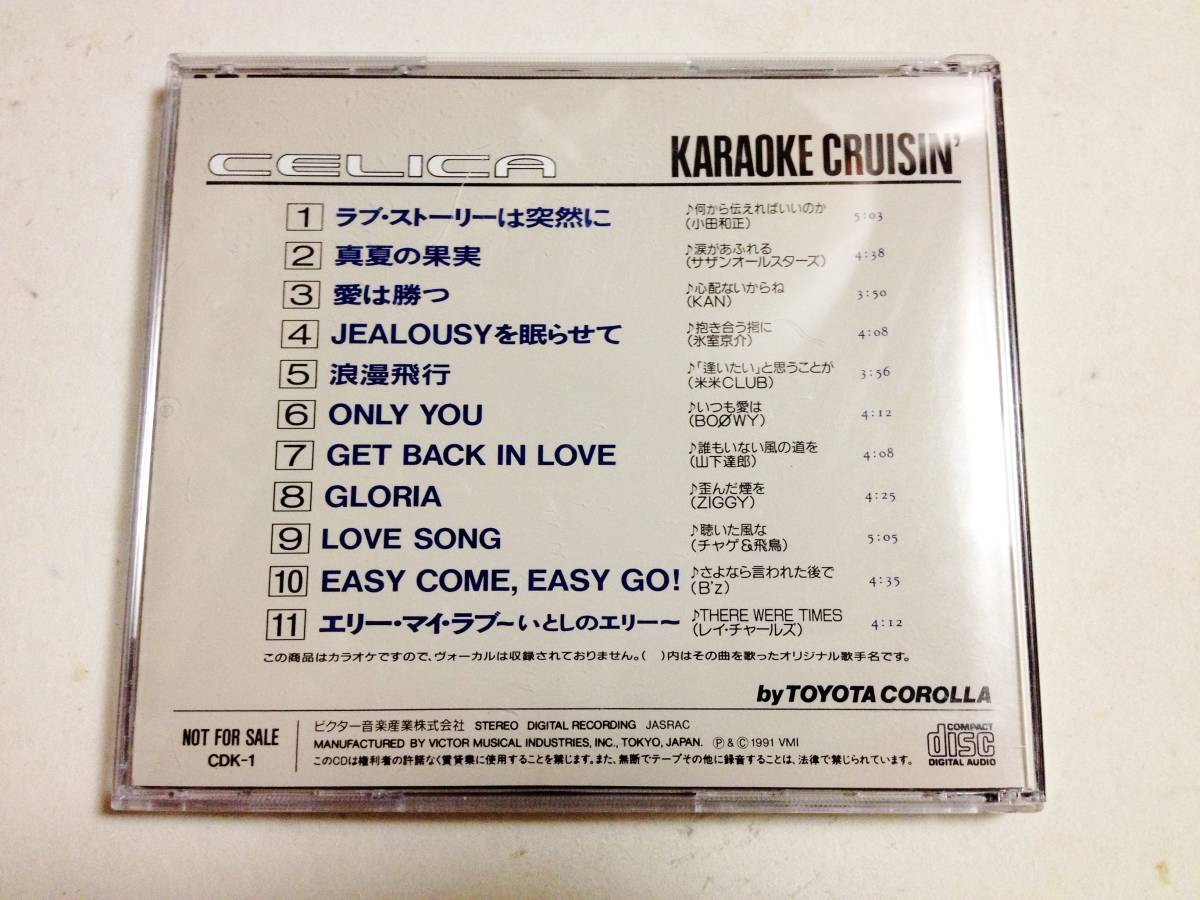 CELICA KARAOKE CRUISIN'
1 ラブ・ストーリーは突然に ♪何から伝えればいいのか (小田和正) 5:03
2 真夏の果実 ♪涙があふれる (サザンオールスターズ) 4:38
3 愛は勝つ ♪心配ないからね (KAN) 3:50
4 JEALOUSYを眠らせて ♪抱き合う指に (氷室京介) 4:08
5 浪漫飛行 ♪「逢いたい」と思うことが (米米CLUB) 3:56
6 ONLY YOU ♪いつも愛は (BOØWY) 4:12
7 GET BACK IN LOVE ♪誰もいない風の道を (山下達郎) 4:08
8 GLORIA ♪歪んだ煙を (ZIGGY) 4:25
9 LOVE SONG ♪聴いた風な (チャゲ&飛鳥) 5:05
10 EASY COME, EASY GO! ♪さよなら言われた後で (B'z) 4:35
11 エリー・マイ・ラブ〜いとしのエリー〜 ♪THERE WERE TIMES (レイ・チャールズ) 4:12
この商品はカラオケですので、ヴォーカルは収録されておりません。( )内はその曲を歌ったオリジナル歌手名です。
by TOYOTA COROLLA
NOT FOR SALE
CDK-1
ビクター音楽産業株式会社 STEREO DIGITAL RECORDING JASRAC
MANUFACTURED BY VICTOR MUSICAL INDUSTRIES, INC., TOKYO, JAPAN. Ⓟ&Ⓒ 1991 VMI
このCDは権利者の許諾なく賃貸業に使用することを禁じます。また、無断でテープその他に録音することは、法律で禁じられています。
COMPACT
disc
DIGITAL AUDIO